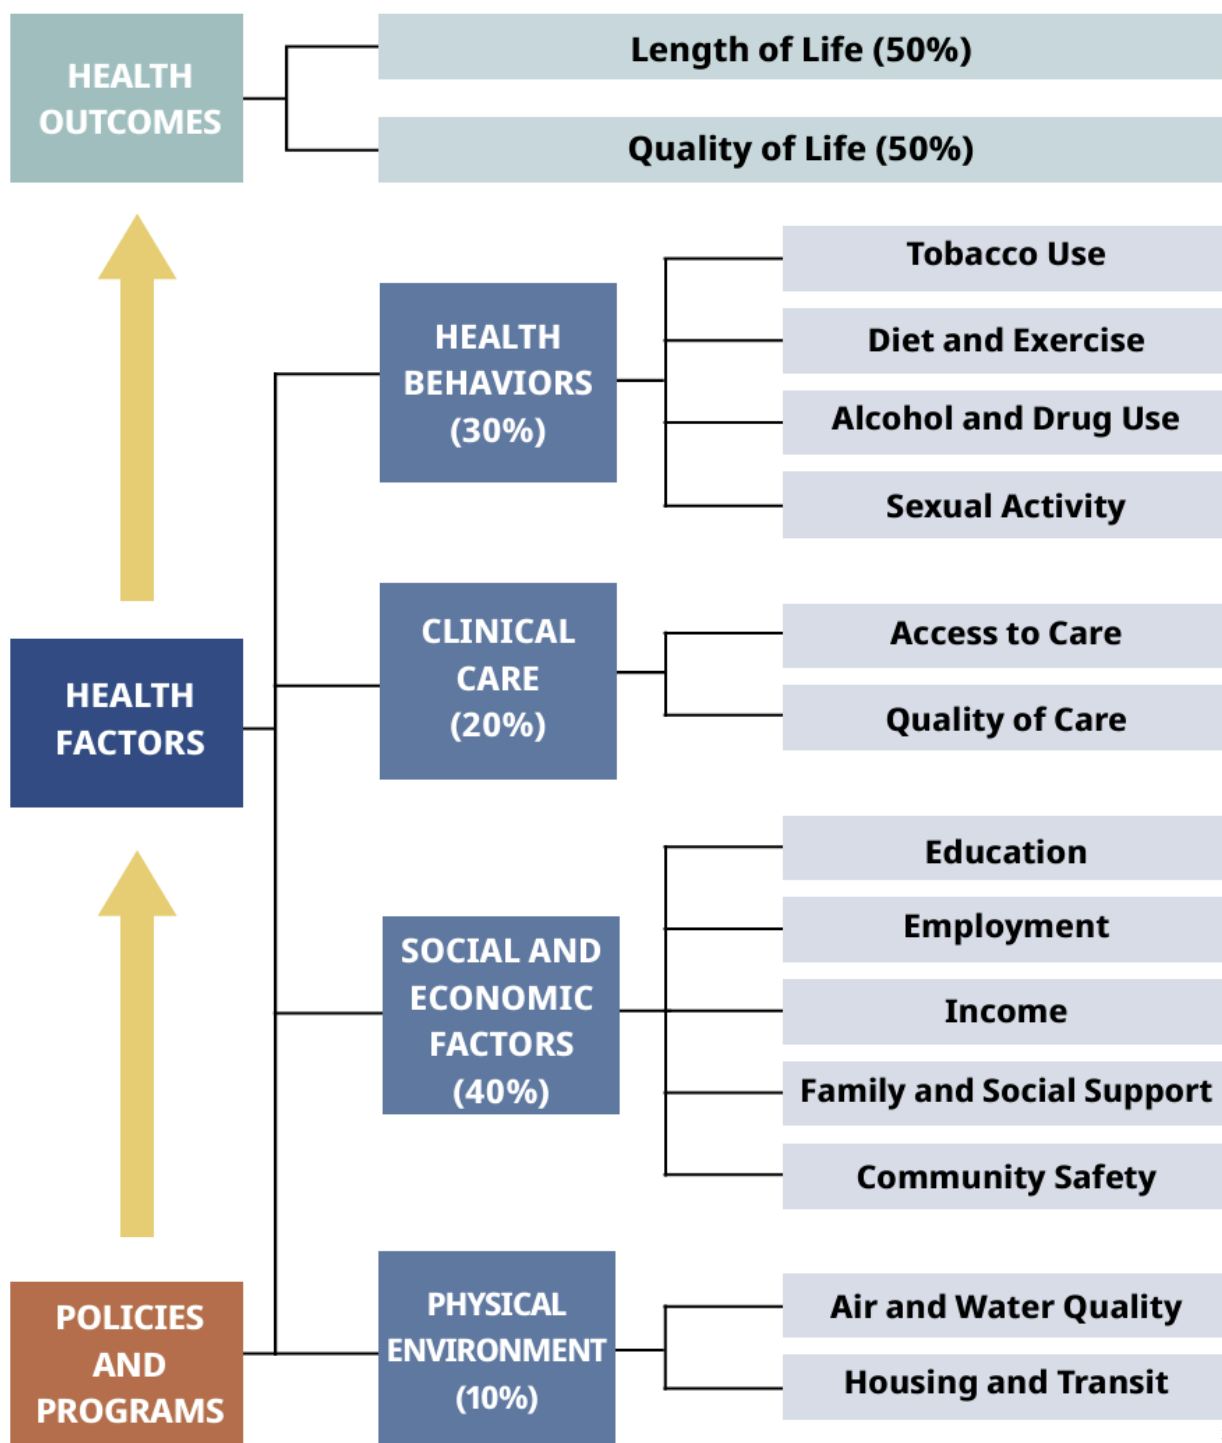 HEALTH
OUTCOMES
Length of Life (50%)
Quality of Life (50%)
HEALTH
BEHAVIORS
(30%)
Tobacco Use
Diet and Exercise
Alcohol and Drug Use
Sexual Activity
HEALTH
FACTORS
CLINICAL
CARE
(20%)
Access to Care
Quality of Care
SOCIAL AND
ECONOMIC
FACTORS
(40%)
Education
Employment
Income
Family and Social Support
Community Safety
POLICIES
AND
PROGRAMS
PHYSICAL
ENVIRONMENT
(10%)
Air and Water Quality
Housing and Transit